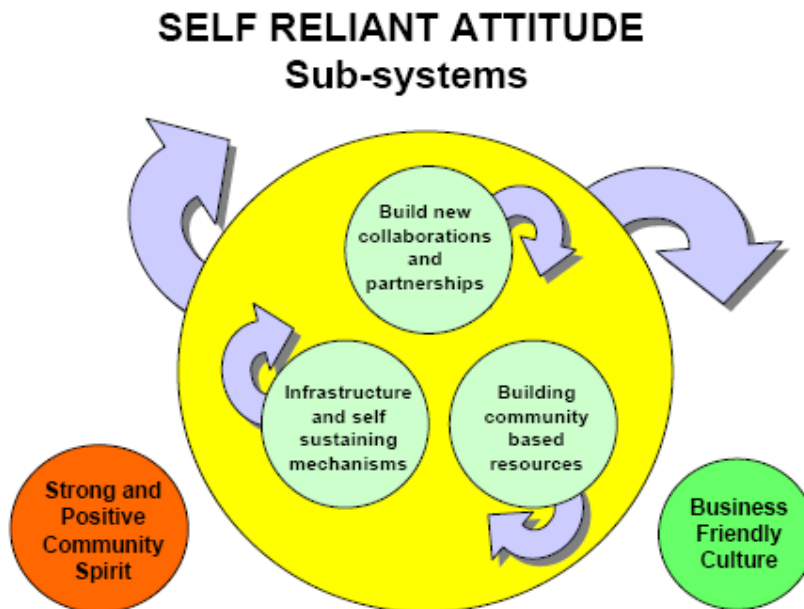 SELF RELIANT ATTITUDE
Sub-systems
Build new
collaborations
and
partnerships
Infrastructure
and self
sustaining
mechanisms
Building
community
based
resources
Strong and
Positive
Community
Spirit
Business
Friendly
Culture